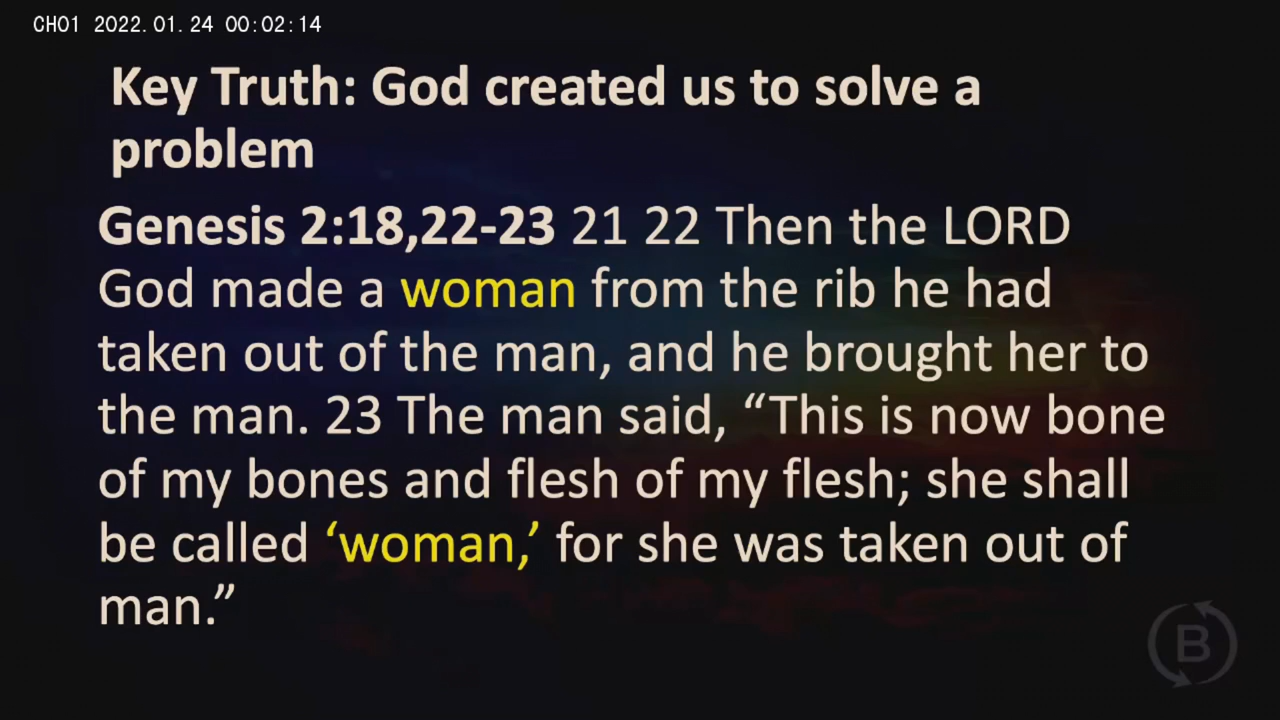 CH01 2022.01.24 00:02:14
Key Truth: God created us to solve a
problem
Genesis 2:18,22-23 21 22 Then the LORD
God made a woman from the rib he had
taken out of the man, and he brought her to
the man. 23 The man said, “This is now bone
of my bones and flesh of my flesh; she shall
be called ‘woman,’ for she was taken out of
man.”
B